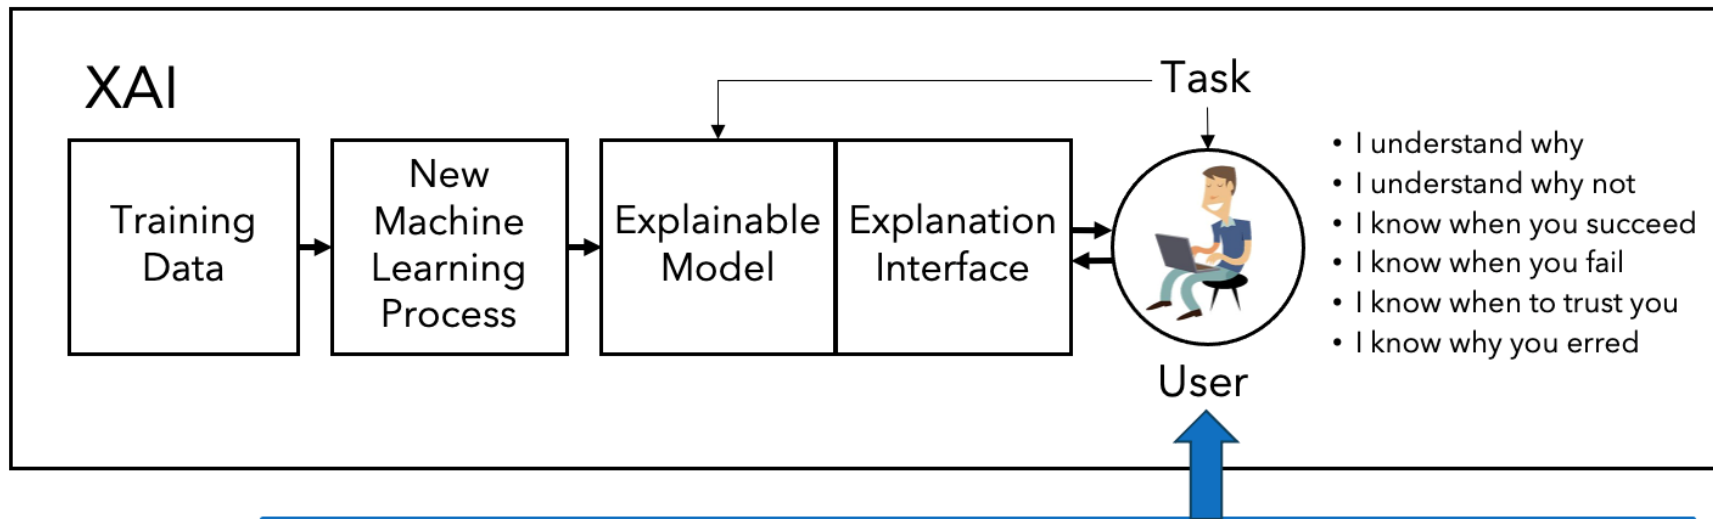 XAI
Task
Training
Data
New
Machine
Learning
Process
Explainable
Model
Explanation
Interface
User
• I understand why
• I understand why not
• I know when you succeed
• I know when you fail
• I know when to trust you
• I know why you erred